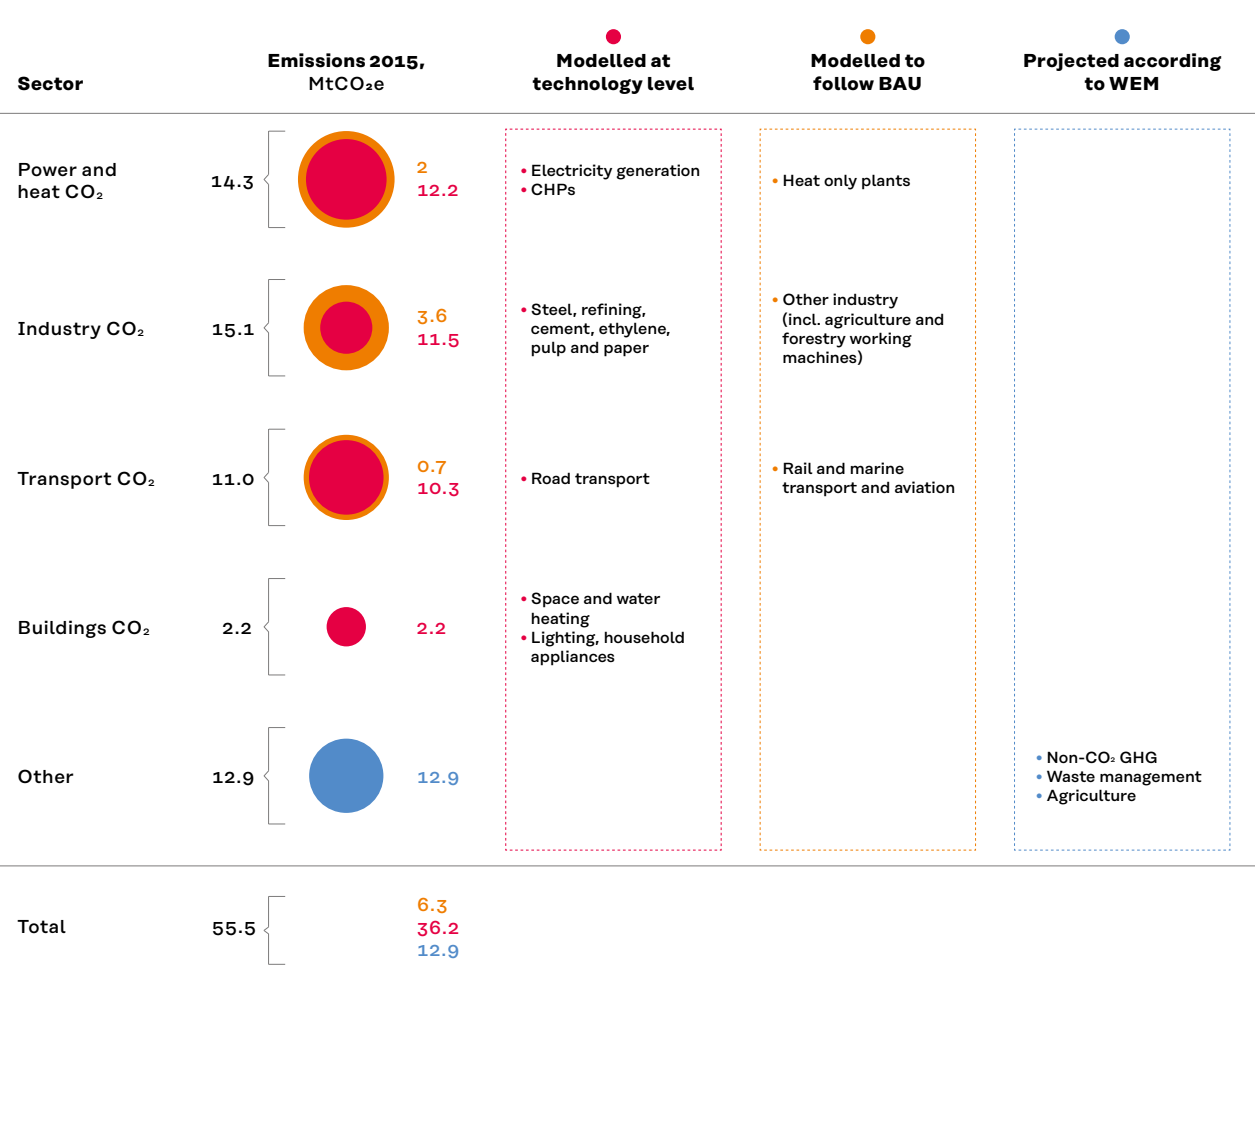 Sector
Emissions 2015,
MtCO₂e
Modelled at
technology level
Modelled to
follow BAU
Projected according
to WEM
Power and
heat CO₂
14.3
2
12.2
• Electricity generation
• CHPs
• Heat only plants
Industry CO₂
15.1
3.6
11.5
• Steel, refining,
cement, ethylene,
pulp and paper
• Other industry
(incl. agriculture and
forestry working
machines)
Transport CO₂
11.0
0.7
10.3
• Road transport
• Rail and marine
transport and aviation
Buildings CO₂
2.2
2.2
• Space and water
heating
• Lighting, household
appliances
Other
12.9
12.9
• Non-CO₂ GHG
• Waste management
• Agriculture
Total
55.5
6.3
36.2
12.9